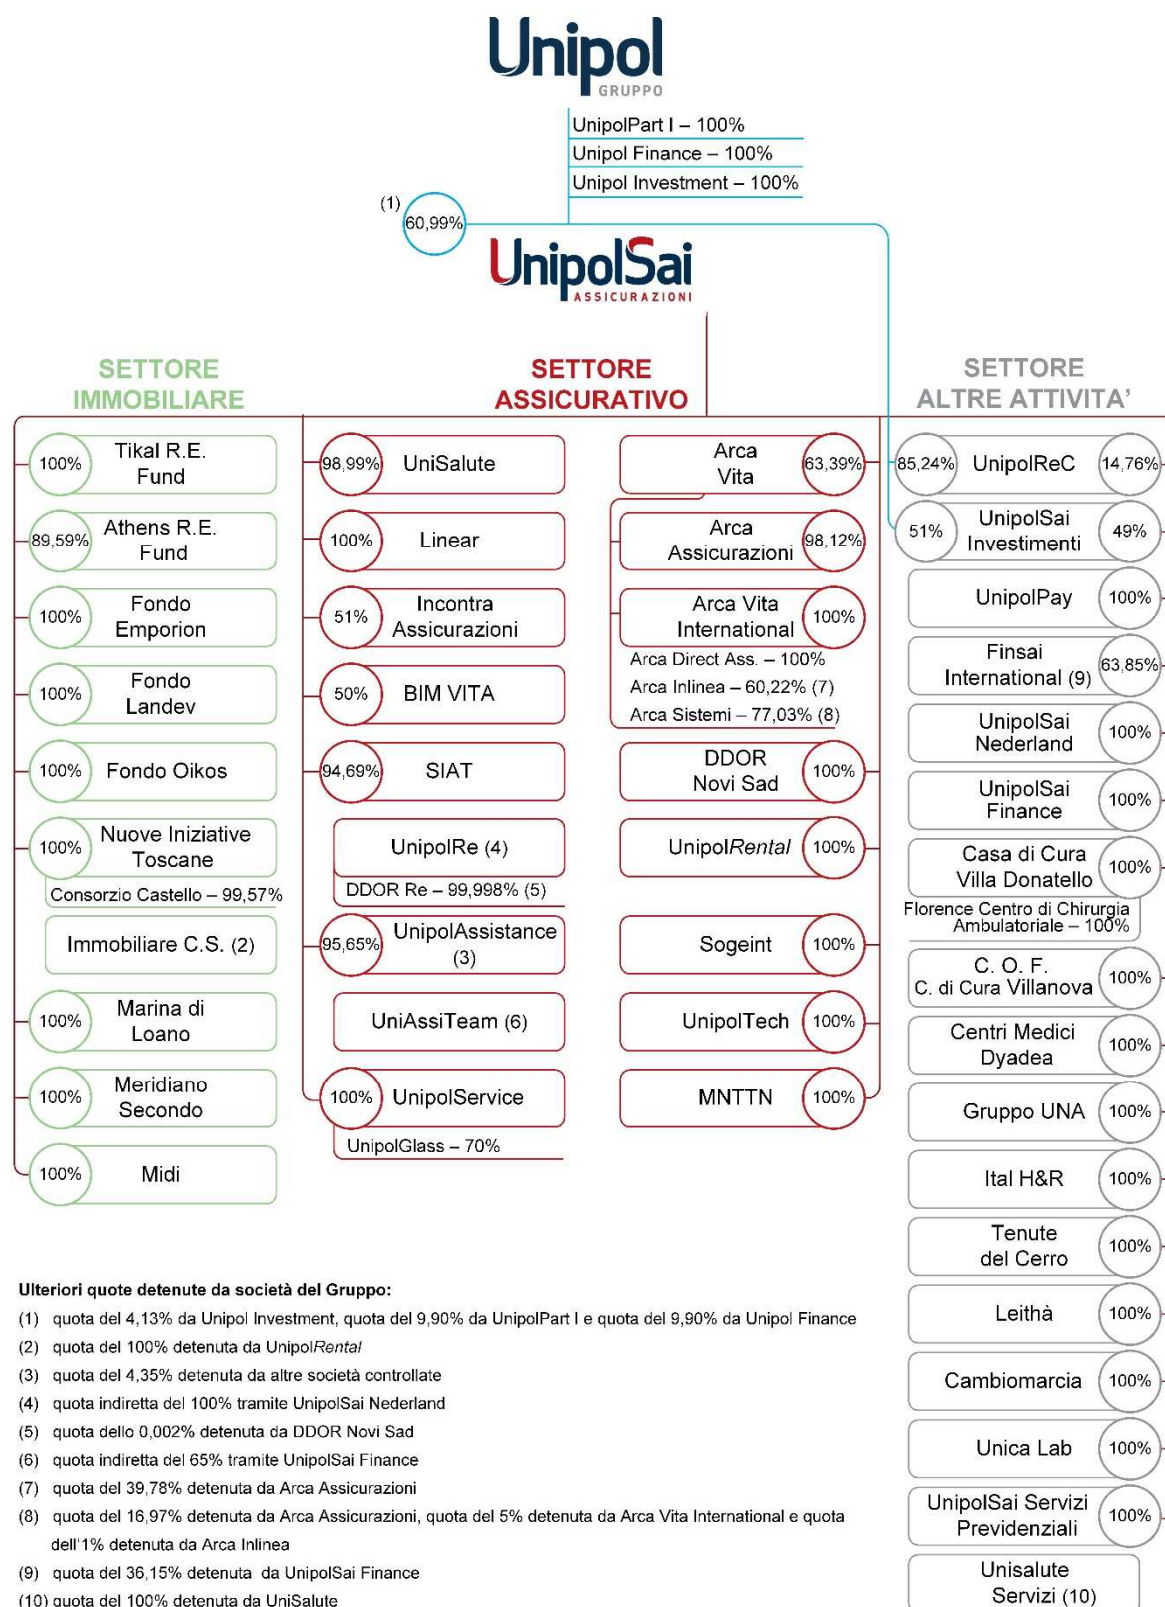 Unipol
GRUPPO
UnipolPart I – 100%
Unipol Finance – 100%
Unipol Investment – 100%
(1)
60,99%
UnipolSai
ASSICURAZIONI
SETTORE
IMMOBILIARE
100%
Tikal R.E.
Fund
89,59%
Athens R.E.
Fund
100%
Fondo
Emporion
100%
Fondo
Landev
100%
Fondo Oikos
100%
Nuove Iniziative
Toscane
Consorzio Castello – 99,57%
Immobiliare C.S. (2)
100%
Marina di
Loano
100%
Meridiano
Secondo
100%
Midi
SETTORE
ASSICURATIVO
98,99%
UniSalute
100%
Linear
51%
Incontra
Assicurazioni
50%
BIM VITA
94,69%
SIAT
UnipolRe (4)
DDOR Re – 99,998% (5)
95,65%
UnipolAssistance
(3)
UniAssiTeam (6)
100%
UnipolService
UnipolGlass – 70%
Arca
Vita
63,39%
Arca
Assicurazioni
98,12%
Arca Vita
International
100%
Arca Direct Ass. – 100%
Arca Inlinea – 60,22% (7)
Arca Sistemi – 77,03% (8)
DDOR
Novi Sad
100%
UnipolRental
100%
Sogeint
100%
UnipolTech
100%
MNTTN
100%
SETTORE
ALTRE ATTIVITA'
85,24%
UnipolReC
14,76%
51%
UnipolSai
Investimenti
49%
UnipolPay
100%
Finsai
International (9)
63,85%
UnipolSai
Nederland
100%
UnipolSai
Finance
100%
Casa di Cura
Villa Donatello
100%
Florence Centro di Chirurgia
Ambulatoriale – 100%
C. O. F.
C. di Cura Villanova
100%
Centri Medici
Dyadea
100%
Gruppo UNA
100%
Ital H&R
100%
Tenute
del Cerro
100%
Leithà
100%
Cambiomarcia
100%
Unica Lab
100%
UnipolSai Servizi
Previdenziali
100%
Unisalute
Servizi (10)
Ulteriori quote detenute da società del Gruppo:
(1) quota del 4,13% da Unipol Investment, quota del 9,90% da UnipolPart I e quota del 9,90% da Unipol Finance
(2) quota del 100% detenuta da UnipolRental
(3) quota del 4,35% detenuta da altre società controllate
(4) quota indiretta del 100% tramite UnipolSai Nederland
(5) quota dello 0,002% detenuta da DDOR Novi Sad
(6) quota indiretta del 65% tramite UnipolSai Finance
(7) quota del 39,78% detenuta da Arca Assicurazioni
(8) quota del 16,97% detenuta da Arca Assicurazioni, quota del 5% detenuta da Arca Vita International e quota
dell'1% detenuta da Arca Inlinea
(9) quota del 36,15% detenuta da UnipolSai Finance
(10) quota del 100% detenuta da UniSalute